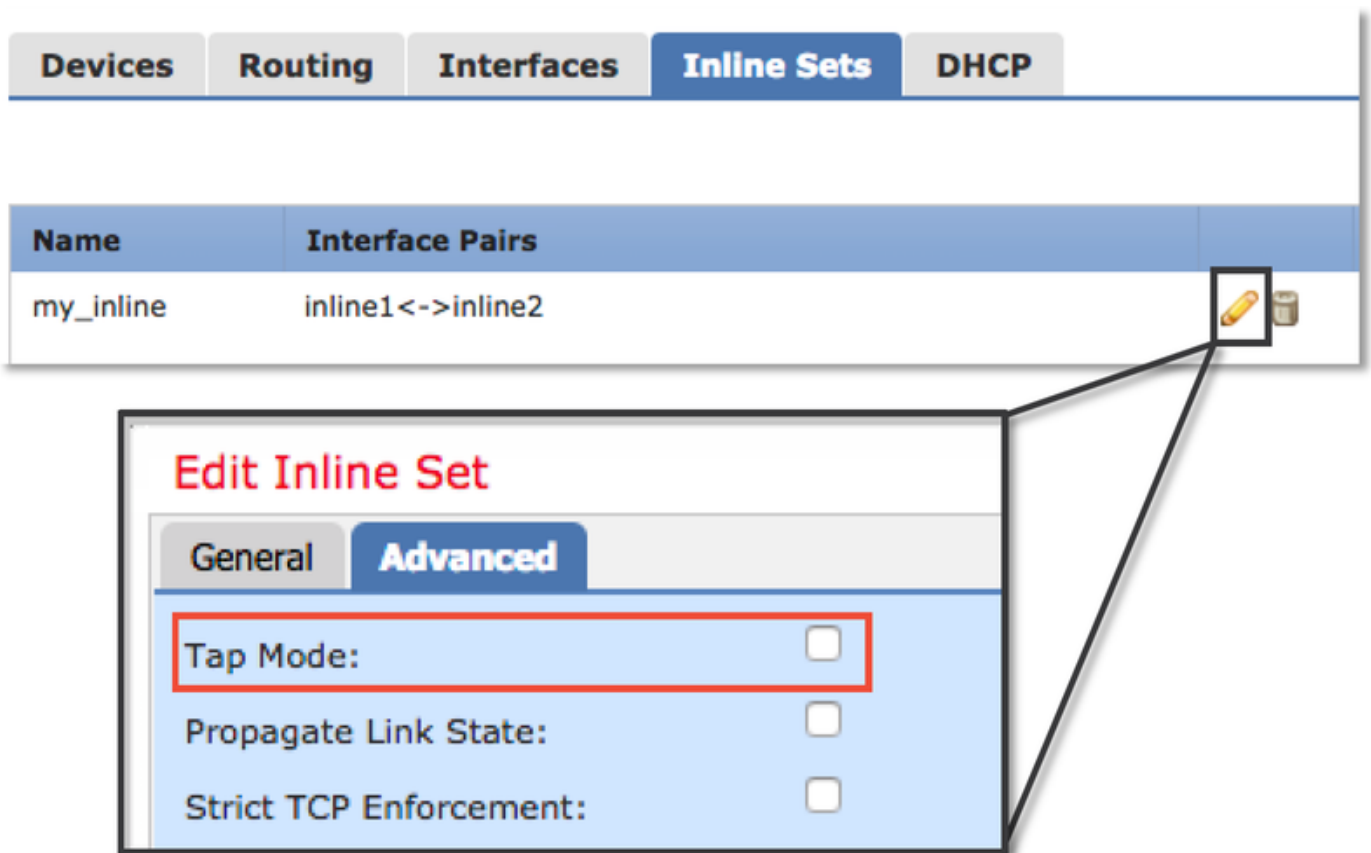 Devices Routing Interfaces Inline Sets DHCP
Name Interface Pairs
my_inline inline1<->inline2
Edit Inline Set
General Advanced
Tap Mode:
Propagate Link State:
Strict TCP Enforcement: